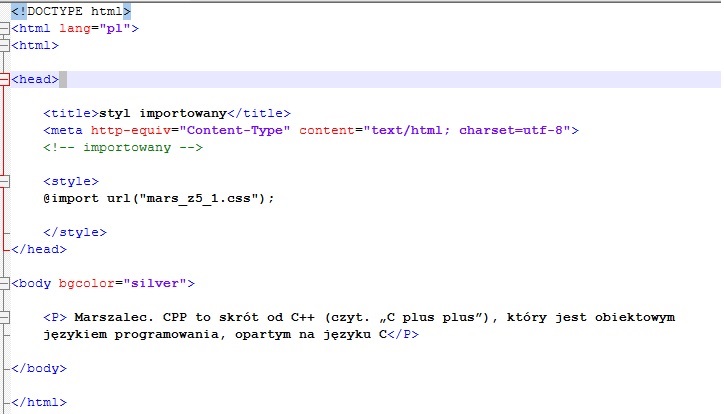 <!DOCTYPE html>
<html lang="pl">
<html>
<head>
<title>styl importowany</title>
<meta http-equiv="Content-Type" content="text/html; charset=utf-8">
<!-- importowany -->
<style>
@import url("mars_z5_1.css");
</style>
</head>
<body bgcolor="silver">
<P> Marszalec. CPP to skrót od C++ (czyt. „C plus plus”), który jest obiektowym
językiem programowania, opartym na języku C</P>
</body>
</html>